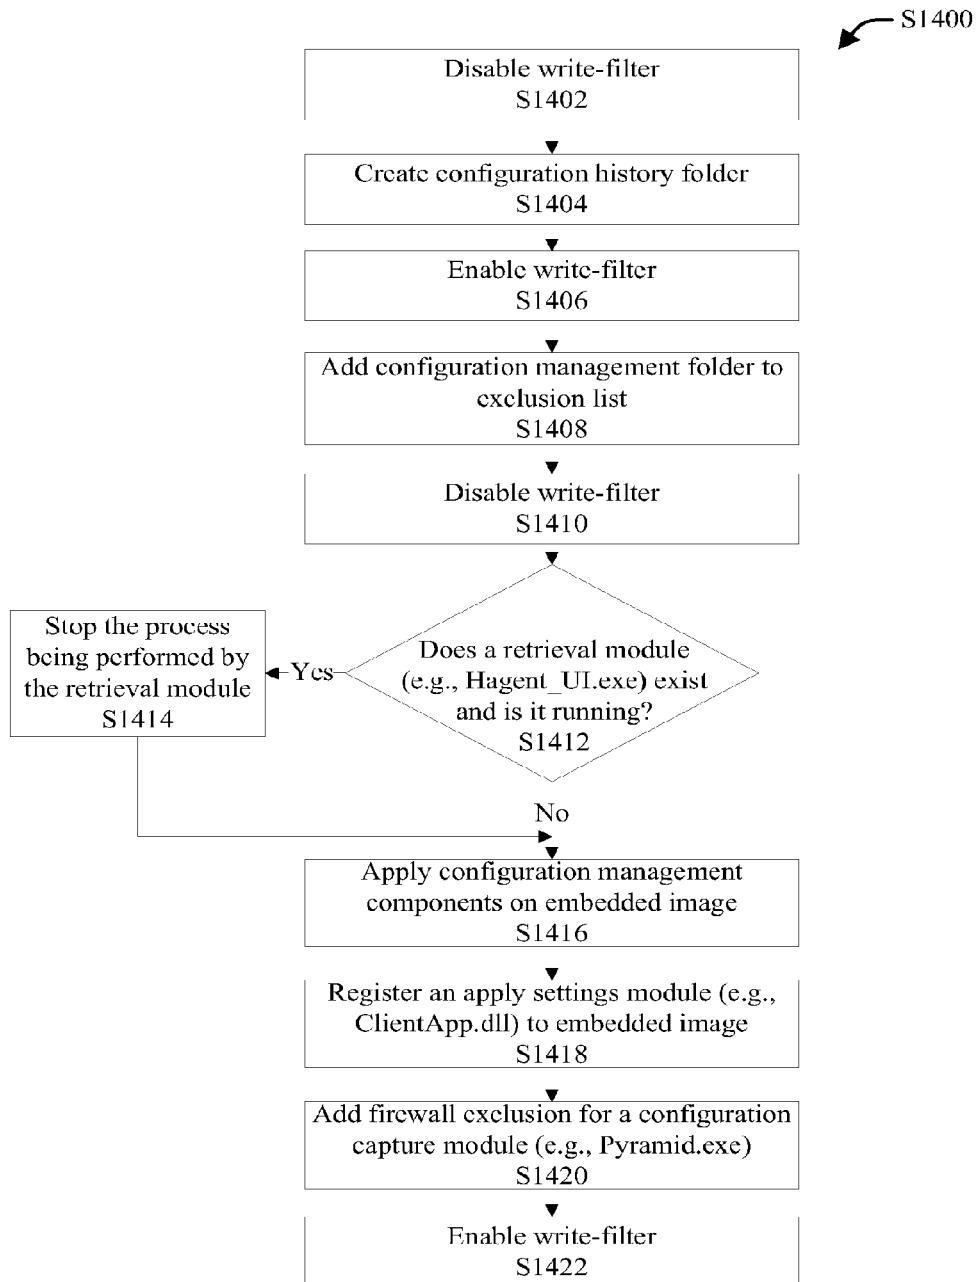 S1400
Disable write-filter
S1402
Create configuration history folder
S1404
Enable write-filter
S1406
Add configuration management folder to
exclusion list
S1408
Disable write-filter
S1410
Does a retrieval module
(e.g., Hagent_UI.exe) exist
and is it running?
S1412
Yes
Stop the process
being performed by
the retrieval module
S1414
No
Apply configuration management
components on embedded image
S1416
Register an apply settings module (e.g.,
ClientApp.dll) to embedded image
S1418
Add firewall exclusion for a configuration
capture module (e.g., Pyramid.exe)
S1420
Enable write-filter
S1422